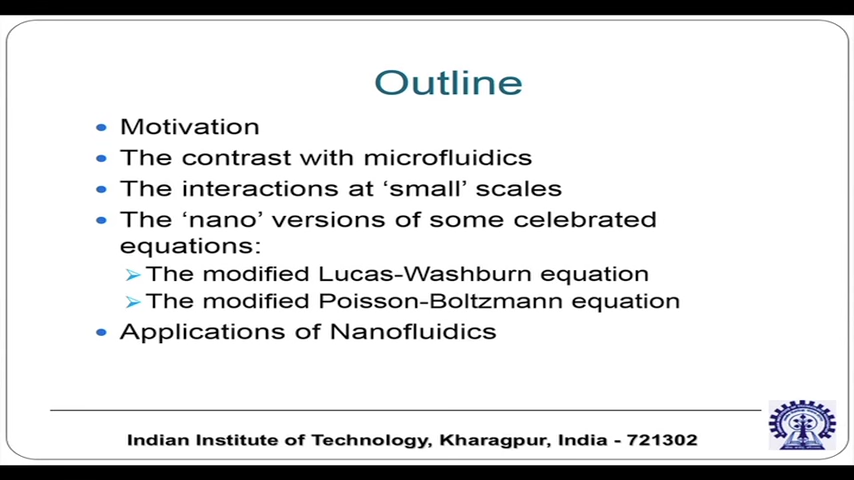 Outline
• Motivation
• The contrast with microfluidics
• The interactions at ‘small’ scales
• The ‘nano’ versions of some celebrated
equations:
➢The modified Lucas-Washburn equation
➢The modified Poisson-Boltzmann equation
• Applications of Nanofluidics
Indian Institute of Technology, Kharagpur, India - 721302